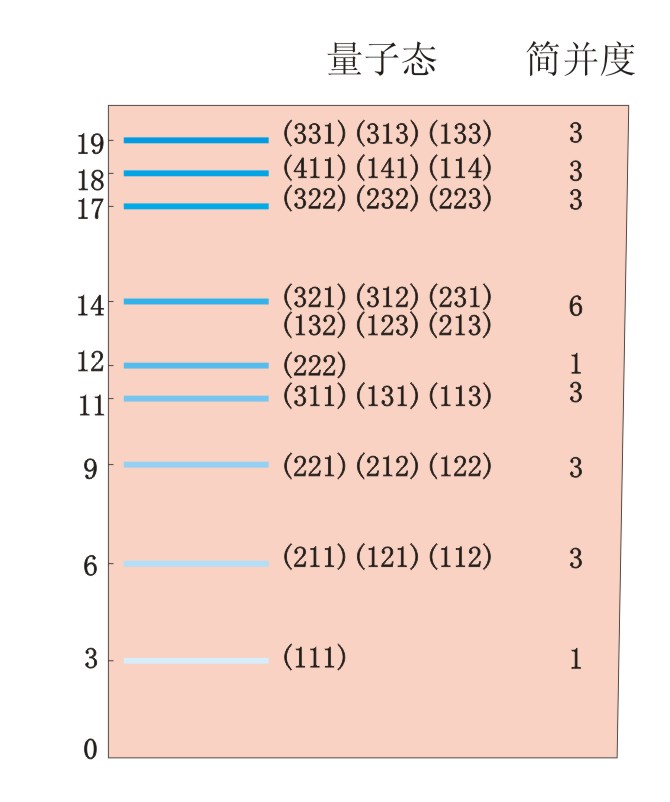 量子态 简并度
19 (331) (313) (133) 3
18 (411) (141) (114) 3
17 (322) (232) (223) 3
14 (321) (312) (231) 6
(132) (123) (213)
12 (222) 1
11 (311) (131) (113) 3
9 (221) (212) (122) 3
6 (211) (121) (112) 3
3 (111) 1
0